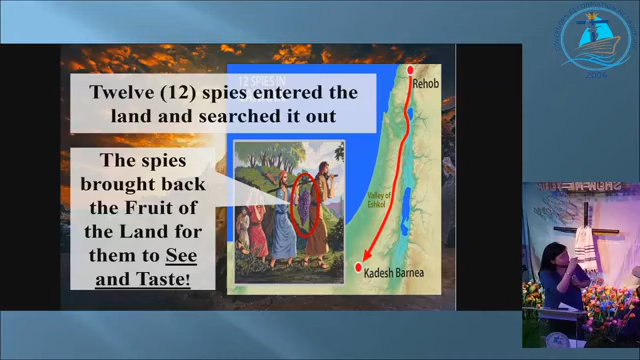 Twelve (12) spies entered the
land and searched it out
12 SPIES IN
The spies
brought back
the Fruit of
the Land for
them to See
and Taste!
Rehob
Valley of
Eshkol
Kadesh Barnea
2006